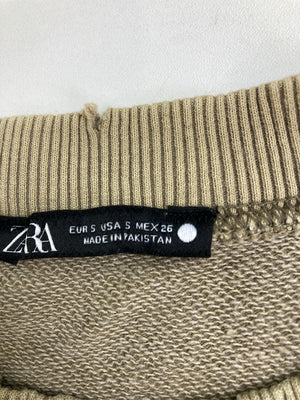 ZARA
EUR S USA S MEX 26
MADE IN PAKISTAN